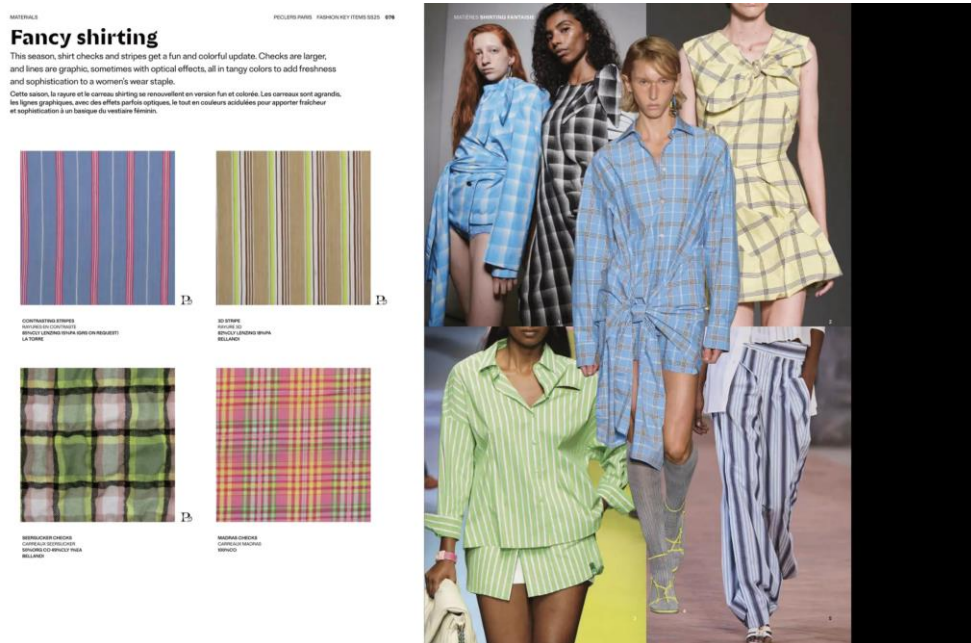 MATERIALS
PECLERS PARIS FASHION KEY ITEMS SS25 076
Fancy shirting
This season, shirt checks and stripes get a fun and colorful update. Checks are larger,
and lines are graphic, sometimes with optical effects, all in tangy colors to add freshness
and sophistication to a women's wear staple.
Cette saison, la rayure et le carreau shirting se renouvellent en version fun et colorée. Les carreaux sont agrandis,
les lignes graphiques, avec des effets parfois optiques, le tout en couleurs acidulées pour apporter fraîcheur
et sophistication à un basique du vestiaire féminin.
CONTRASTING STRIPES
RAYURES EN CONTRASTE
LA TORRE
3D STRIPE
RAYURE 3D
BELLANDI
SEERSUCKER CHECKS
CARREAUX SEERSUCKER
BELLANDI
MADRAS CHECKS
CARREAUX MADRAS
100%CO
MATIÈRES SHIRTING FANTAISIE